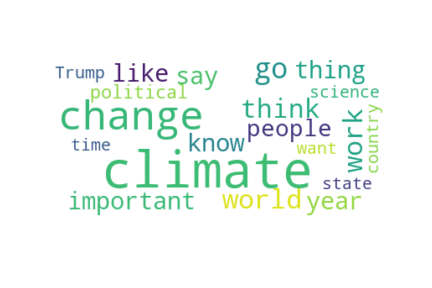 Trump like say go thing
political science
change think
time know people work country
climate want
state
important world year